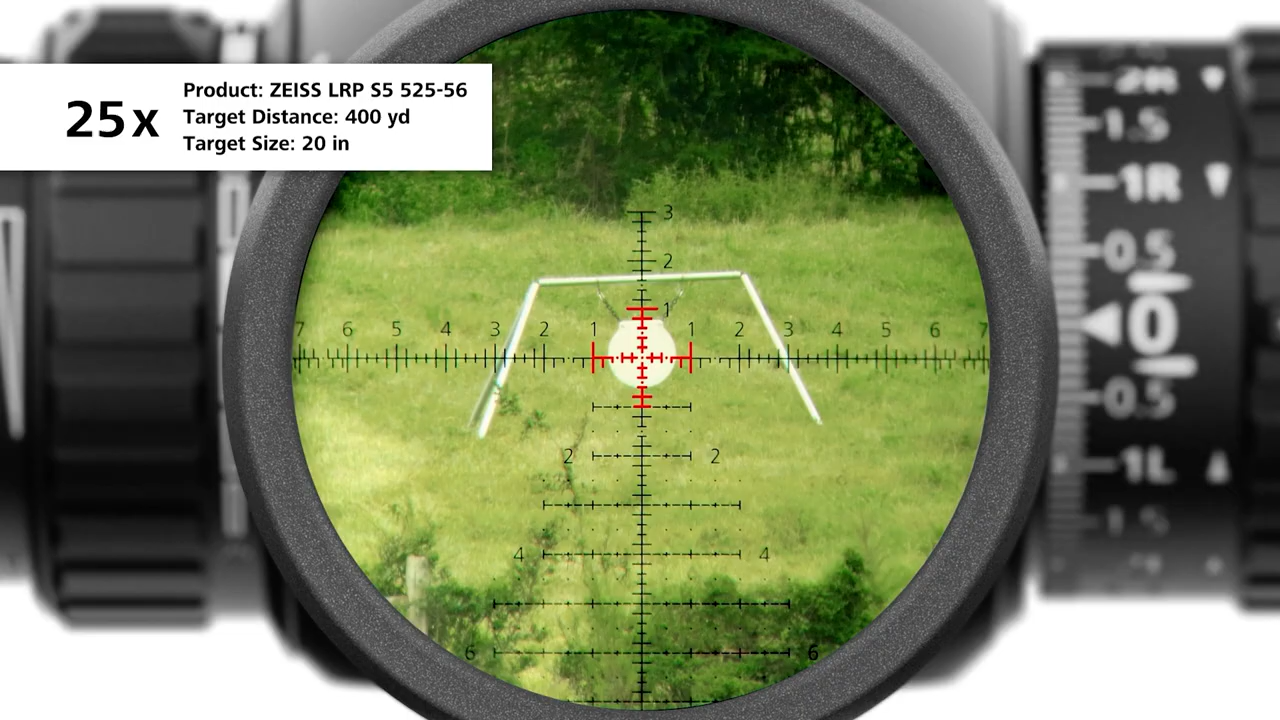 25x
Product: ZEISS LRP S5 525-56
Target Distance: 400 yd
Target Size: 20 in
2R
1.5
1R
0.5
0
0.5
1L
1.5
3
2
1
7 6 5 4 3 2 1 1 2 3 4 5 6 7
2 2
4 4
6 6